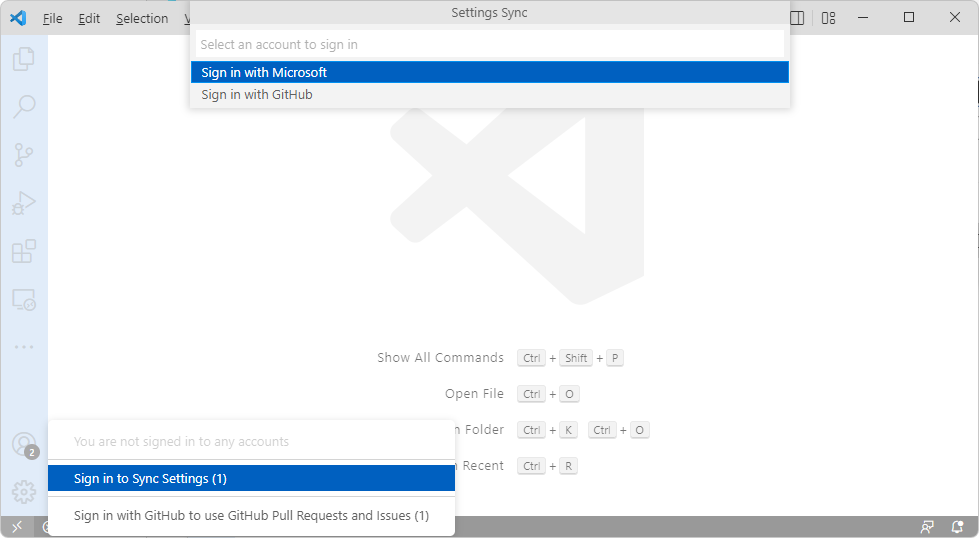 File Edit Selection
Settings Sync
Select an account to sign in
Sign in with Microsoft
Sign in with GitHub
Show All Commands Ctrl + Shift + P
Open File Ctrl + O
Folder Ctrl + K Ctrl + O
Recent Ctrl + R
2
You are not signed in to any accounts
Sign in to Sync Settings (1)
Sign in with GitHub to use GitHub Pull Requests and Issues (1)